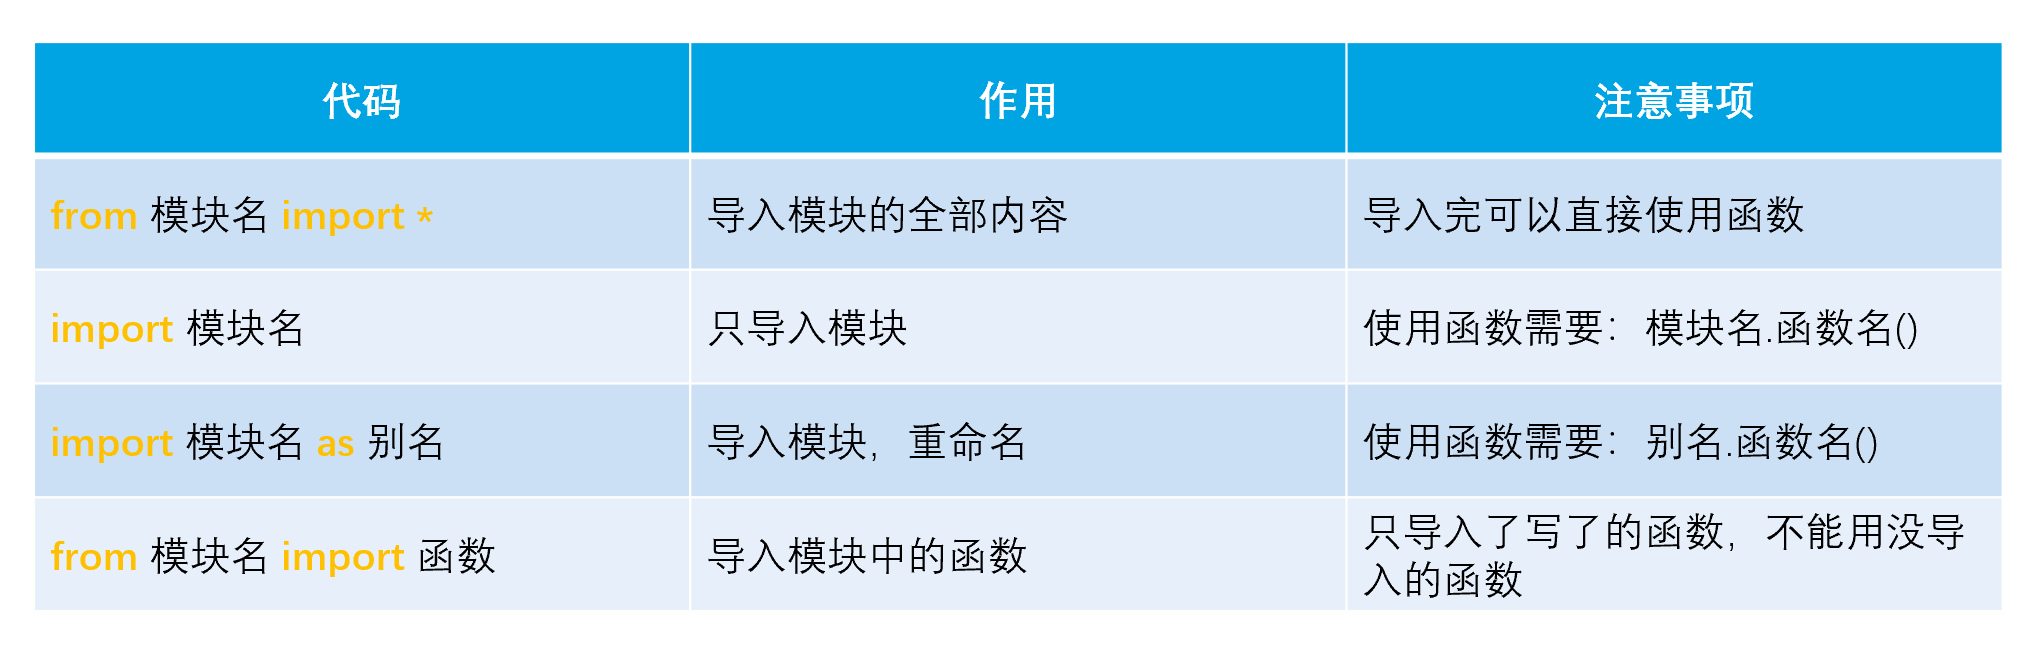 代码
作用
注意事项
from 模块名 import *
导入模块的全部内容
导入完可以直接使用函数
import 模块名
只导入模块
使用函数需要：模块名.函数名()
import 模块名 as 别名
导入模块，重命名
使用函数需要：别名.函数名()
from 模块名 import 函数
导入模块中的函数
只导入了写了的函数，不能用没导
入的函数